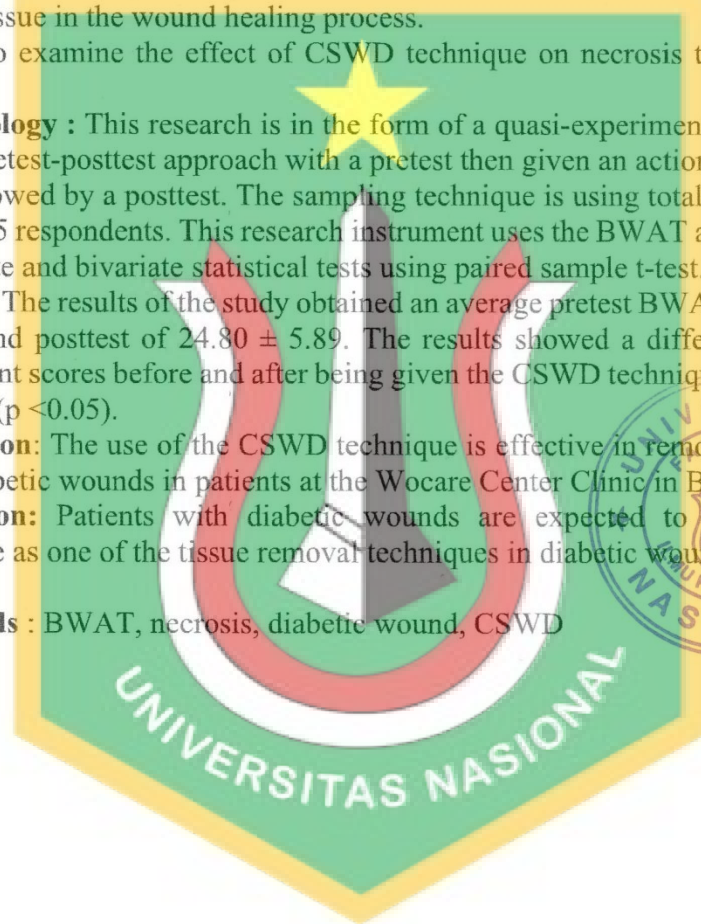 ssue in the wound healing process.
o examine the effect of CSWD technique on necrosis t
logy : This research is in the form of a quasi-experimen
etest-posttest approach with a pretest then given an action
owed by a posttest. The sampling technique is using total
5 respondents. This research instrument uses the BWAT a
te and bivariate statistical tests using paired sample t-test.
The results of the study obtained an average pretest BWA
nd posttest of 24.80 ± 5.89. The results showed a diffe
nt scores before and after being given the CSWD techniq
(p <0.05).
on: The use of the CSWD technique is effective in remo
betic wounds in patients at the Wocare Center Clinic in B
on: Patients with diabetic wounds are expected to
e as one of the tissue removal techniques in diabetic wou
ls : BWAT, necrosis, diabetic wound, CSWD
UNIV
NAS
UNIVERSITAS NASIONAL